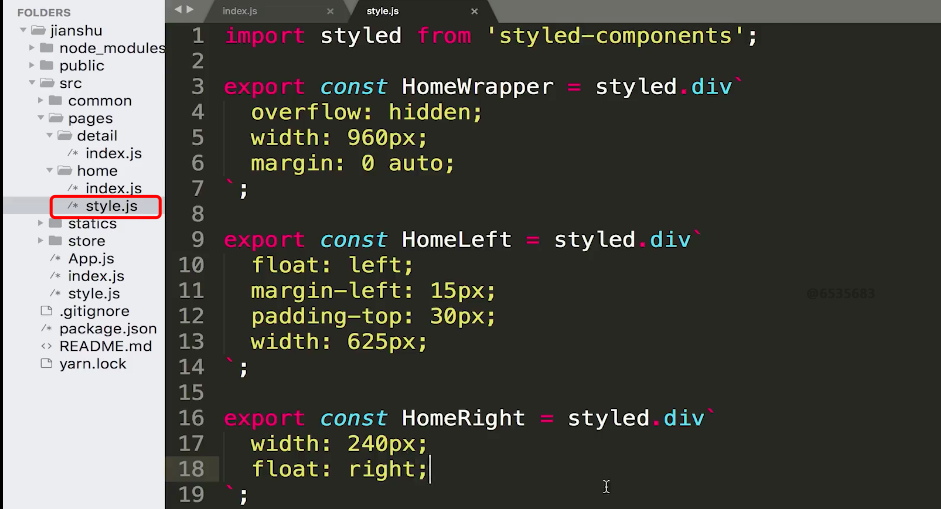 FOLDERS
jianshu
node_modules
public
src
common
pages
detail
/* index.js
home
/* index.js
/* style.js
statics
store
/* App.js
/* index.js
/* style.js
.gitignore
/* package.json
<> README.md
yarn.lock
index.js ×
style.js ×
1 import styled from 'styled-components';
2
3 export const HomeWrapper = styled.div`
4 overflow: hidden;
5 width: 960px;
6 margin: 0 auto;
7 `;
8
9 export const HomeLeft = styled.div`
10 float: left;
11 margin-left: 15px;
12 padding-top: 30px;
13 width: 625px;
14 `;
15
16 export const HomeRight = styled.div`
17 width: 240px;
18 float: right;
19 `;
@6535683